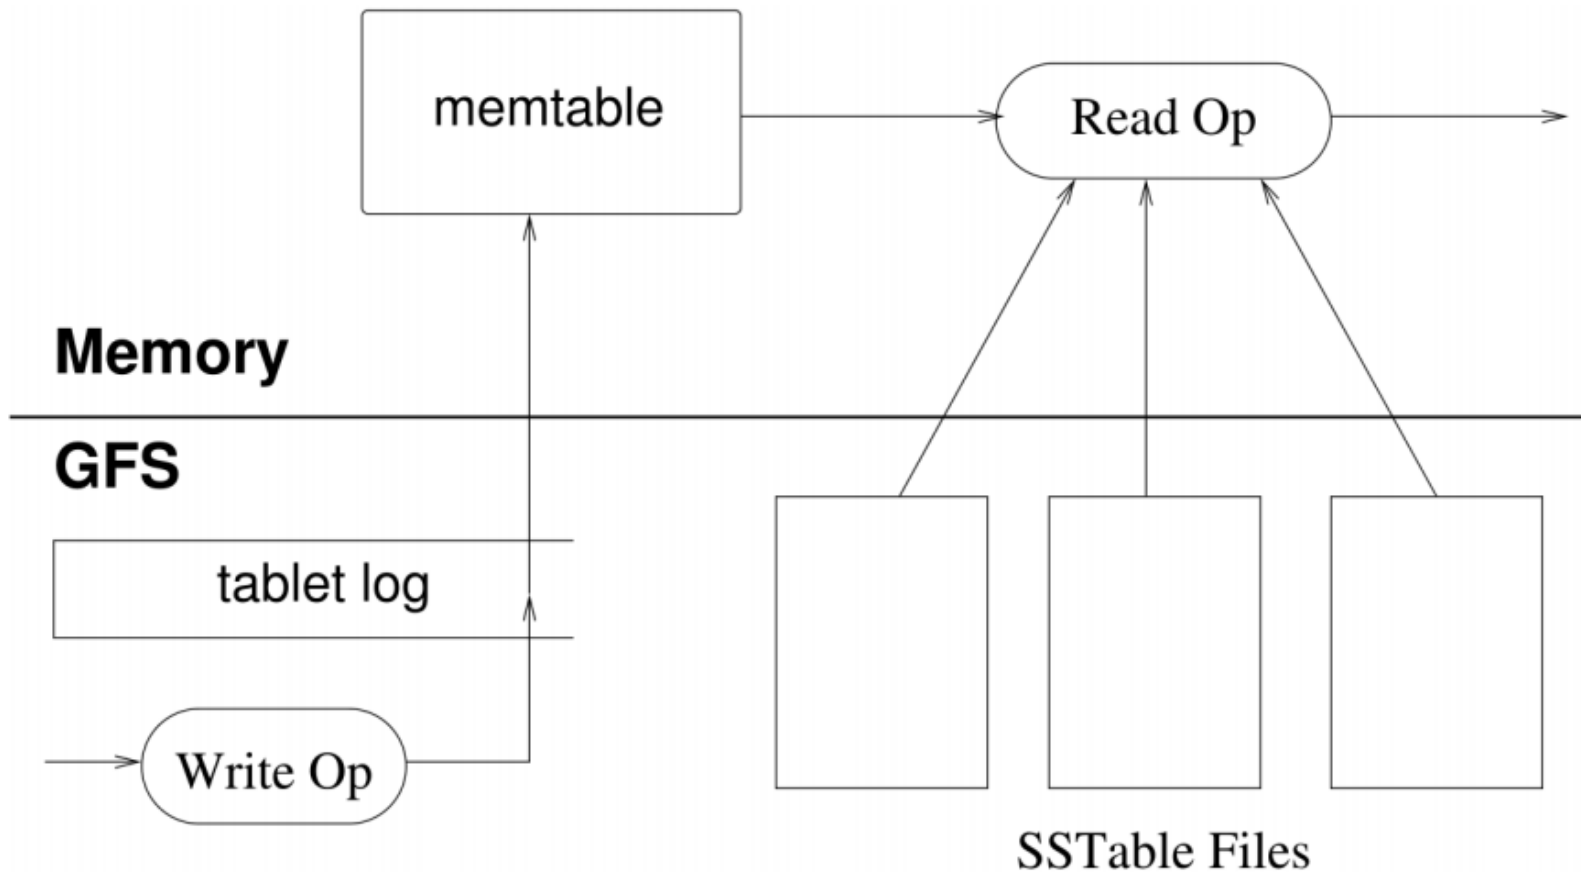 memtable
Read Op
Memory
GFS
tablet log
Write Op
SSTable Files